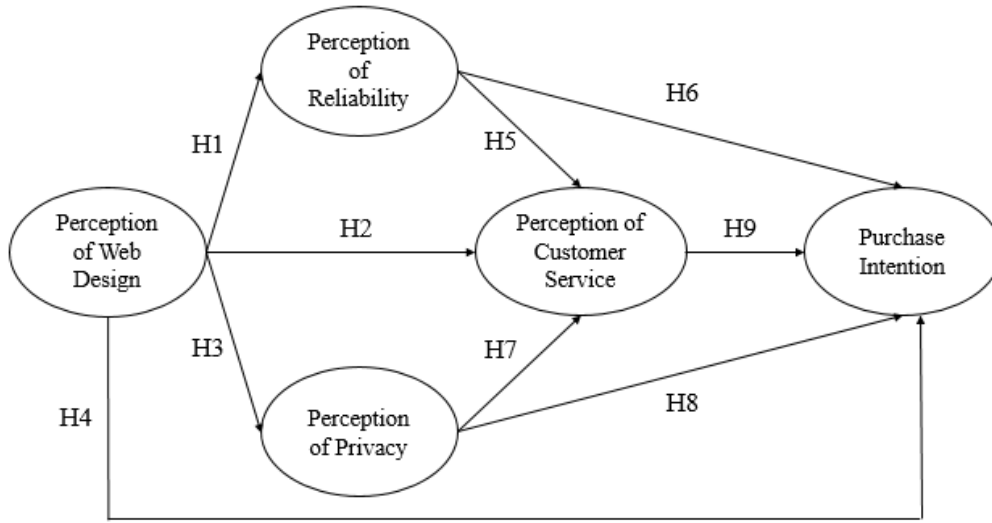 Perception
of
Reliability
H6
H1
H5
Perception
of Web
Design
H2
Perception of
Customer
Service
H9
Purchase
Intention
H3
H7
H4
H8
Perception
of Privacy